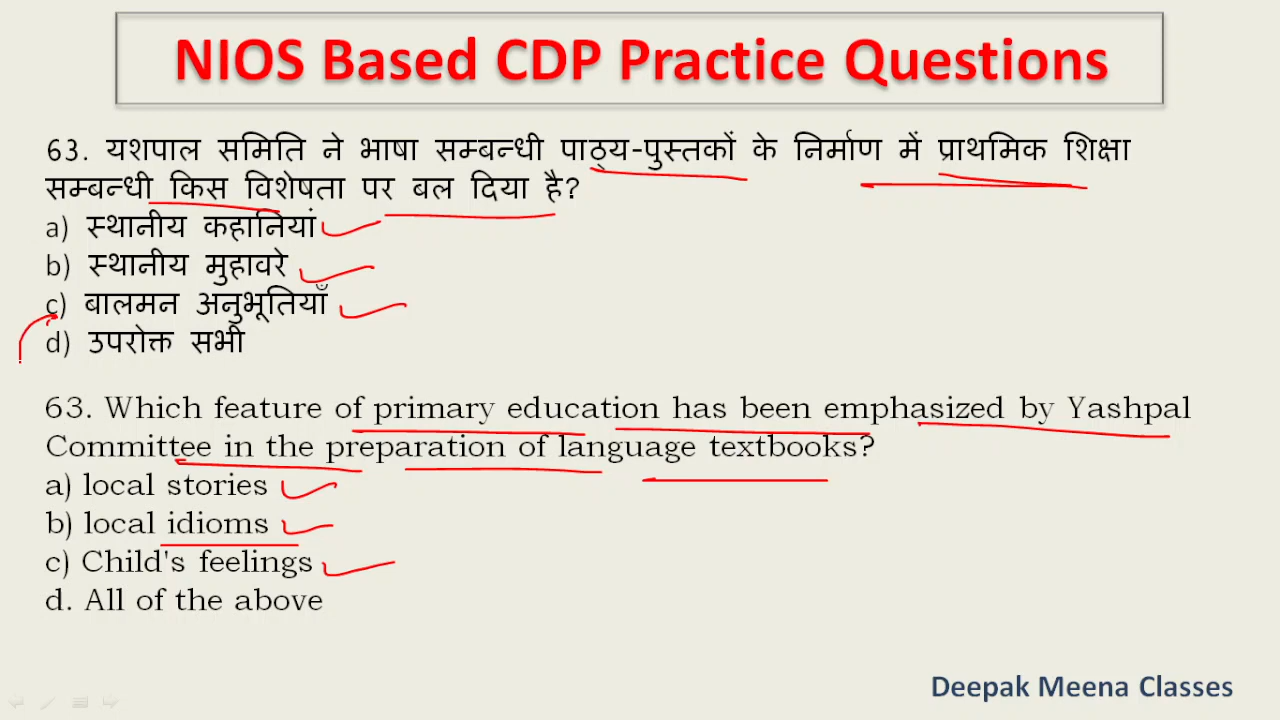 NIOS Based CDP Practice Questions
63. यशपाल समिति ने भाषा सम्बन्धी पाठ्य-पुस्तकों के निर्माण में प्राथमिक शिक्षा
सम्बन्धी किस विशेषता पर बल दिया है?
a) स्थानीय कहानियां
b) स्थानीय मुहावरे
c) बालमन अनुभूतियाँ
d) उपरोक्त सभी
63. Which feature of primary education has been emphasized by Yashpal
Committee in the preparation of language textbooks?
a) local stories
b) local idioms
c) Child's feelings
d. All of the above
Deepak Meena Classes